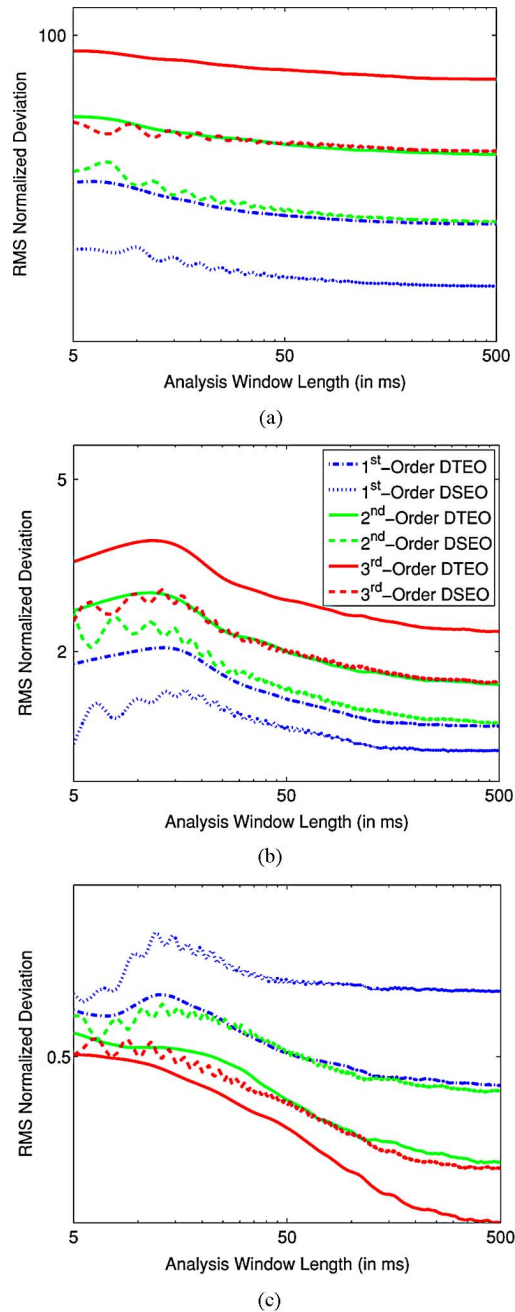 100
RMS Normalized Deviation
5
50
500
Analysis Window Length (in ms)
(a)
5
2
RMS Normalized Deviation
1st-Order DTEO
1st-Order DSEO
2nd-Order DTEO
2nd-Order DSEO
3rd-Order DTEO
3rd-Order DSEO
5
50
500
Analysis Window Length (in ms)
(b)
0.5
RMS Normalized Deviation
0.5
50
500
Analysis Window Length (in ms)
(c)